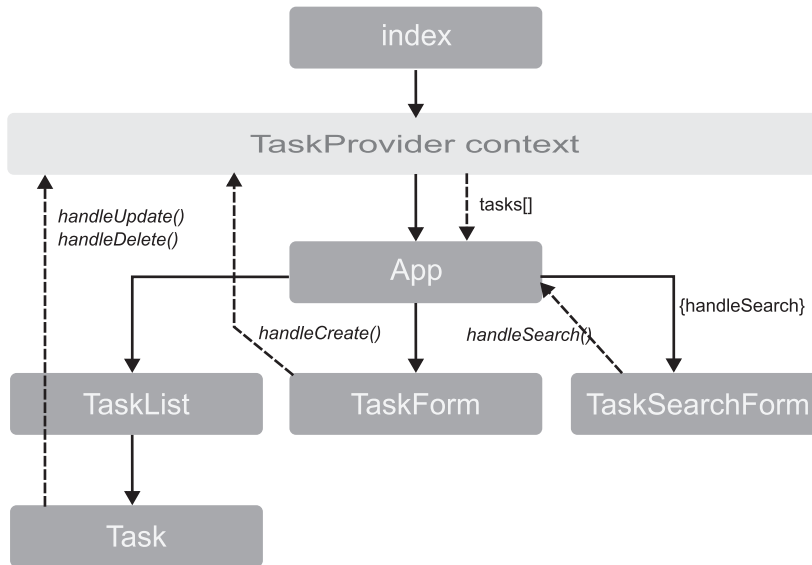 index
TaskProvider context
handleUpdate()
handleDelete()
tasks[]
App
handleCreate()
handleSearch()
{handleSearch}
TaskList
TaskForm
TaskSearchForm
Task